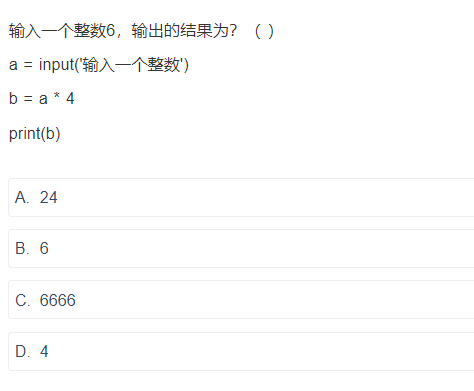 输入一个整数6，输出的结果为？（ ）
a = input('输入一个整数')
b = a * 4
print(b)
A. 24
B. 6
C. 6666
D. 4